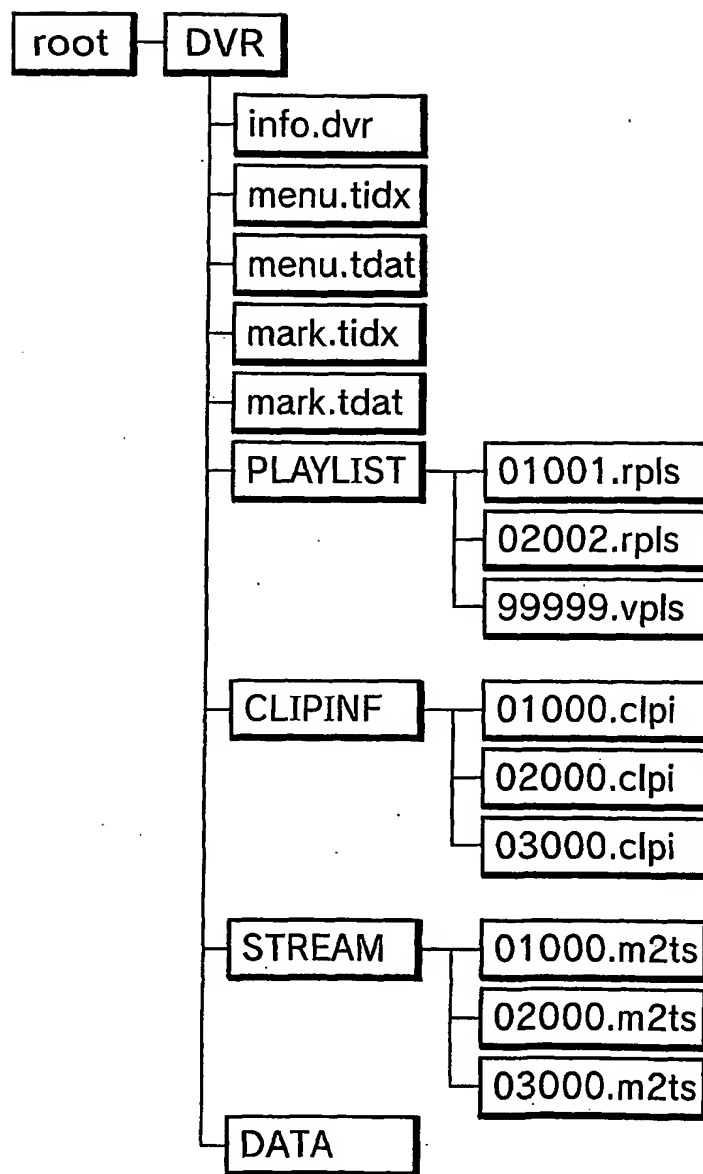 root DVR
info.dvr
menu.tidx
menu.tdat
mark.tidx
mark.tdat
PLAYLIST 01001.rpls
02002.rpls
99999.vpls
CLIPINF 01000.clpi
02000.clpi
03000.clpi
STREAM 01000.m2ts
02000.m2ts
03000.m2ts
DATA